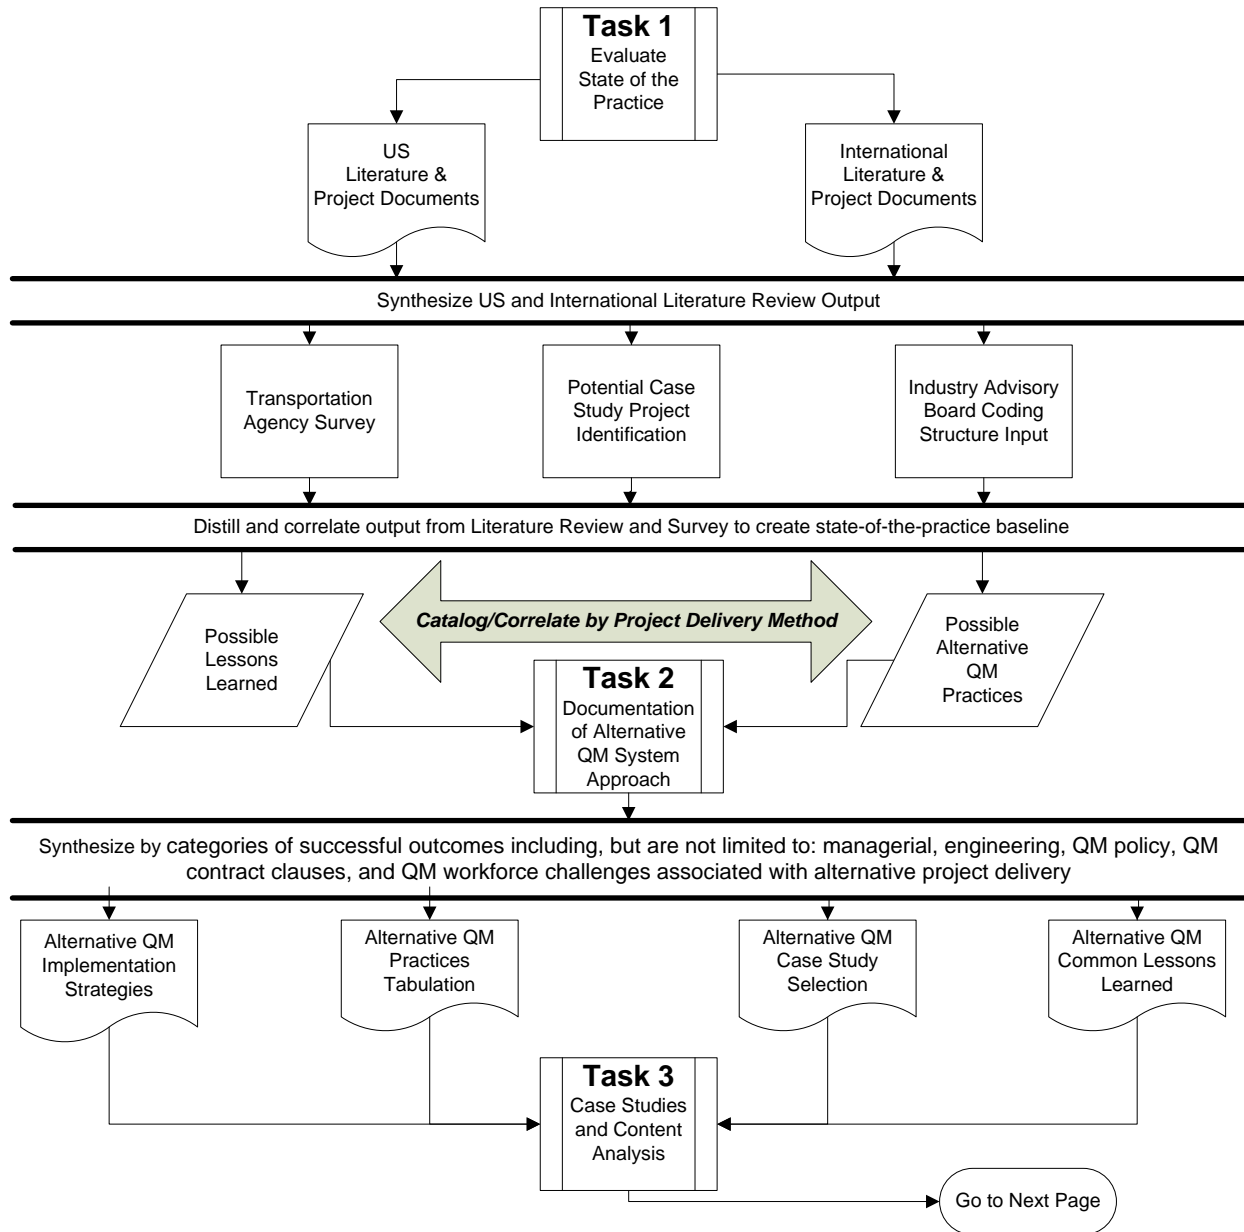 Task 1
Evaluate
State of the
Practice
US
Literature &
Project Documents
International
Literature &
Project Documents
Synthesize US and International Literature Review Output
Transportation
Agency Survey
Potential Case
Study Project
Identification
Industry Advisory
Board Coding
Structure Input
Distill and correlate output from Literature Review and Survey to create state-of-the-practice baseline
Catalog/Correlate by Project Delivery Method
Possible
Lessons
Learned
Possible
Alternative
QM
Practices
Task 2
Documentation
of Alternative
QM System
Approach
Synthesize by categories of successful outcomes including, but are not limited to: managerial, engineering, QM policy, QM
contract clauses, and QM workforce challenges associated with alternative project delivery
Alternative QM
Implementation
Strategies
Alternative QM
Practices
Tabulation
Alternative QM
Case Study
Selection
Alternative QM
Common Lessons
Learned
Task 3
Case Studies
and Content
Analysis
Go to Next Page